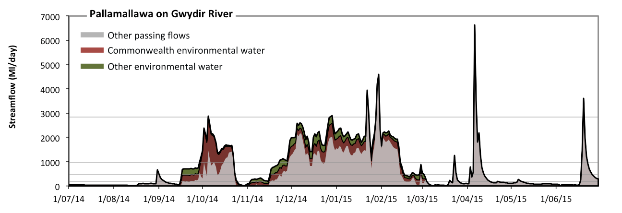 Pallamallawa on Gwydir River
Streamflow (Ml/day)
7000
6000
5000
4000
3000
2000
1000
0
Other passing flows
Commonwealth environmental water
Other environmental water
1/07/14 1/08/14 1/09/14 1/10/14 1/11/14 1/12/14 1/01/15 1/02/15 1/03/15 1/04/15 1/05/15 1/06/15